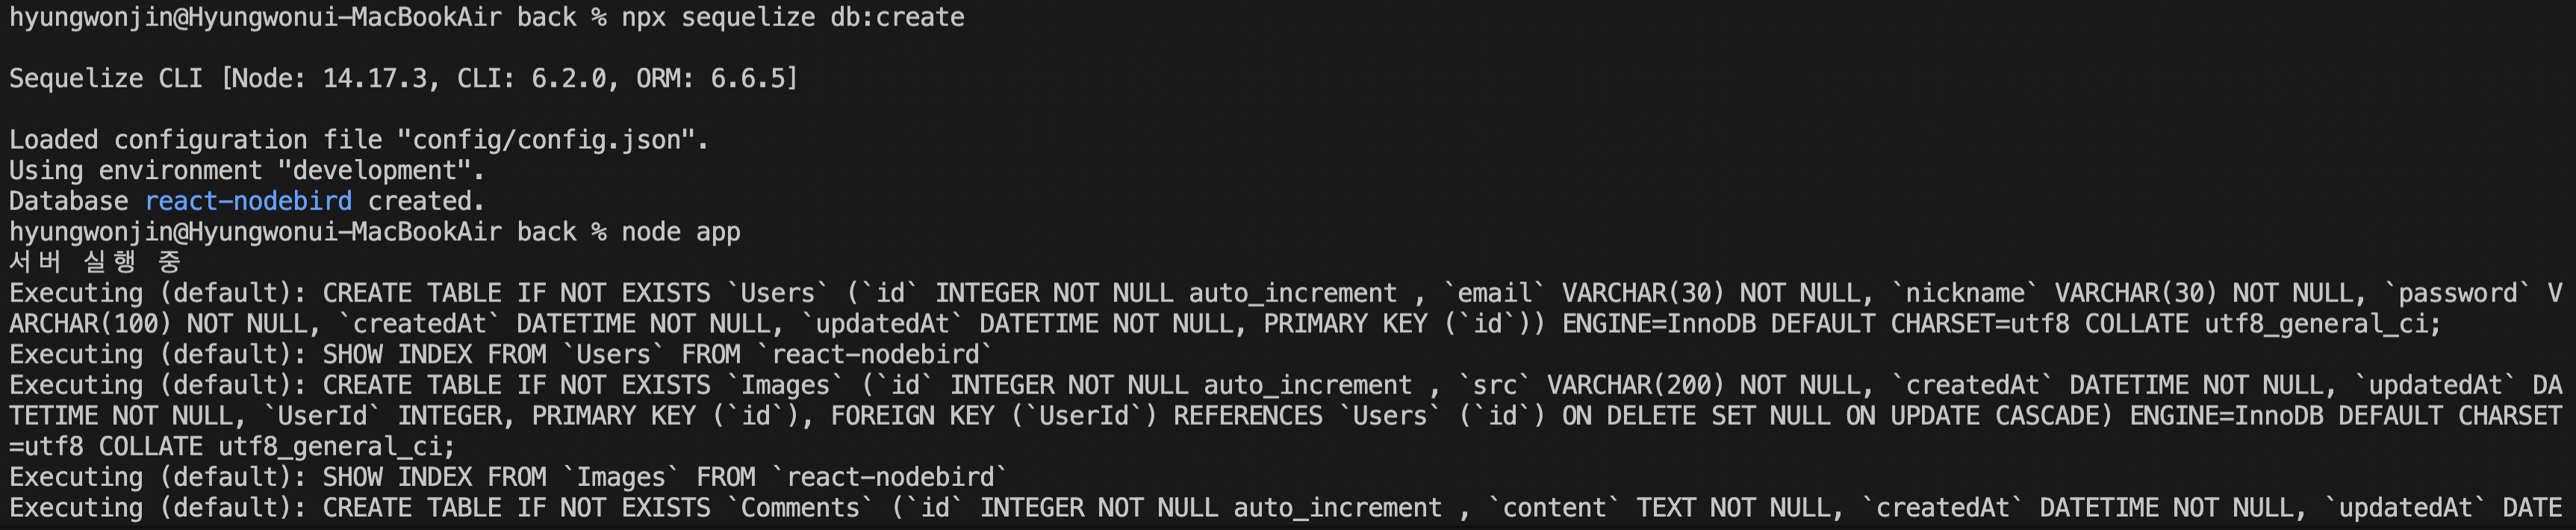 hyungwonjin@Hyungwonui-MacBookAir back % npx sequelize db:create
Sequelize CLI [Node: 14.17.3, CLI: 6.2.0, ORM: 6.6.5]
Loaded configuration file "config/config.json".
Using environment "development".
Database react-nodebird created.
hyungwonjin@Hyungwonui-MacBookAir back % node app
서버 실행 중
Executing (default): CREATE TABLE IF NOT EXISTS `Users` (`id` INTEGER NOT NULL auto_increment , `email` VARCHAR(30) NOT NULL, `nickname` VARCHAR(30) NOT NULL, `password` V
ARCHAR(100) NOT NULL, `createdAt` DATETIME NOT NULL, `updatedAt` DATETIME NOT NULL, PRIMARY KEY (`id`)) ENGINE=InnoDB DEFAULT CHARSET=utf8 COLLATE utf8_general_ci;
Executing (default): SHOW INDEX FROM `Users` FROM `react-nodebird`
Executing (default): CREATE TABLE IF NOT EXISTS `Images` (`id` INTEGER NOT NULL auto_increment , `src` VARCHAR(200) NOT NULL, `createdAt` DATETIME NOT NULL, `updatedAt` DA
TETIME NOT NULL, `UserId` INTEGER, PRIMARY KEY (`id`), FOREIGN KEY (`UserId`) REFERENCES `Users` (`id`) ON DELETE SET NULL ON UPDATE CASCADE) ENGINE=InnoDB DEFAULT CHARSET
=utf8 COLLATE utf8_general_ci;
Executing (default): SHOW INDEX FROM `Images` FROM `react-nodebird`
Executing (default): CREATE TABLE IF NOT EXISTS `Comments` (`id` INTEGER NOT NULL auto_increment , `content` TEXT NOT NULL, `createdAt` DATETIME NOT NULL, `updatedAt` DATE